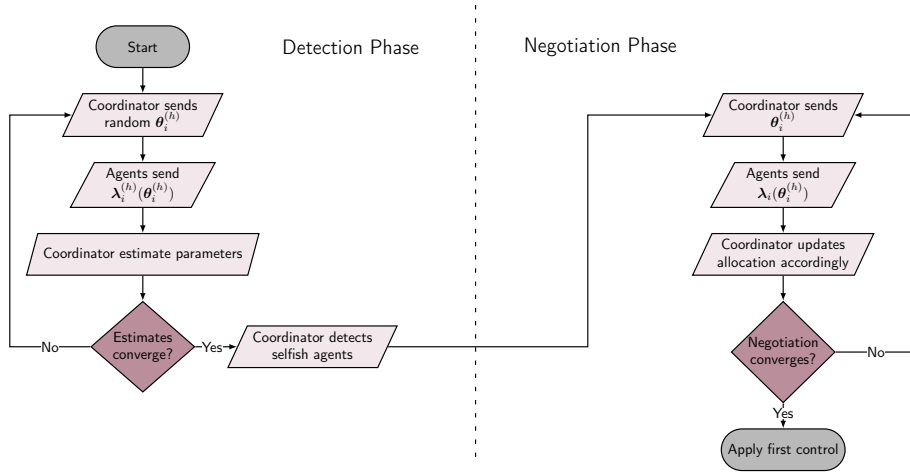 Start
Detection Phase
Coordinator sends
random θ_i^(h)
Agents send
λ_i^(h)(θ_i^(h))
Coordinator estimate parameters
Estimates
converge?
No
Yes
Coordinator detects
selfish agents
Negotiation Phase
Coordinator sends
θ_i^(h)
Agents send
λ_i(θ_i^(h))
Coordinator updates
allocation accordingly
Negotiation
converges?
No
Yes
Apply first control